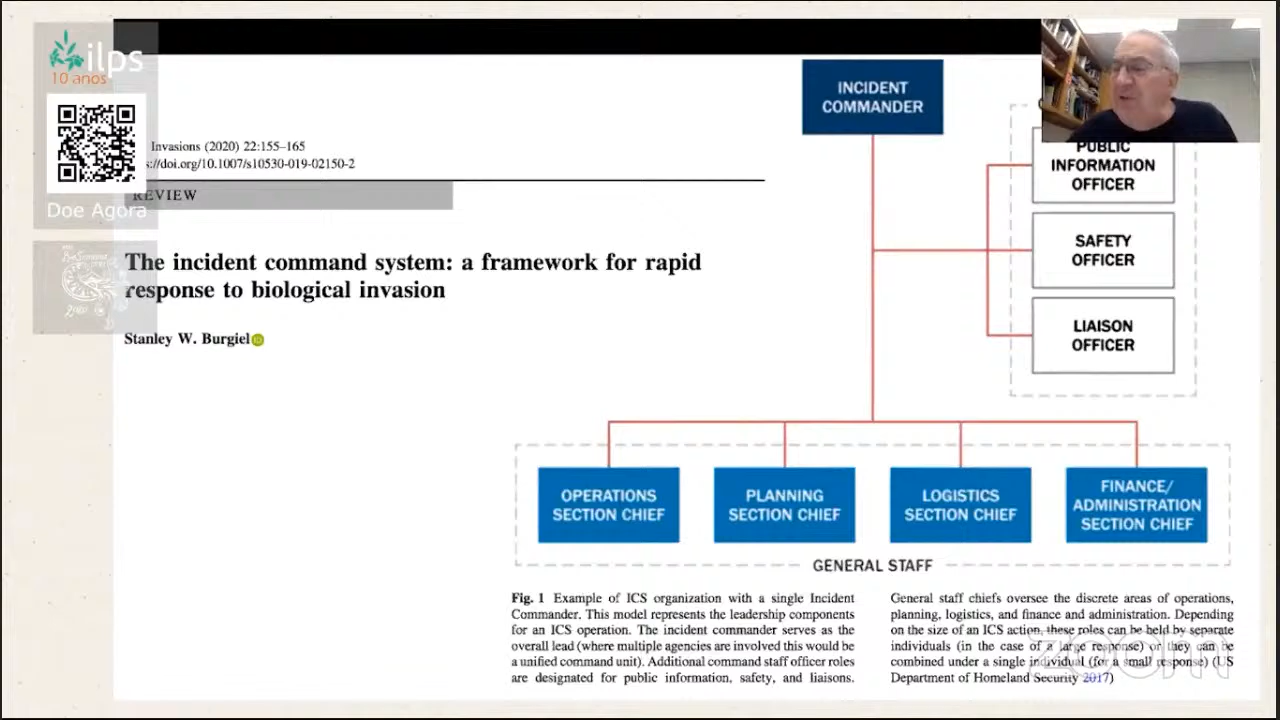 ilps
10 anos
Doe Agora
Invasions (2020) 22:155–165
s://doi.org/10.1007/s10530-019-02150-2
REVIEW
The incident command system: a framework for rapid
response to biological invasion
Stanley W. Burgiel
INCIDENT
COMMANDER
PUBLIC
INFORMATION
OFFICER
SAFETY
OFFICER
LIAISON
OFFICER
OPERATIONS
SECTION CHIEF
PLANNING
SECTION CHIEF
LOGISTICS
SECTION CHIEF
FINANCE/
ADMINISTRATION
SECTION CHIEF
GENERAL STAFF
Fig. 1 Example of ICS organization with a single Incident
Commander. This model represents the leadership components
for an ICS operation. The incident commander serves as the
overall lead (where multiple agencies are involved this would be
a unified command unit). Additional command staff officer roles
are designated for public information, safety, and liaisons.
General staff chiefs oversee the discrete areas of operations,
planning, logistics, and finance and administration. Depending
on the size of an ICS action, these roles can be held by separate
individuals (in the case of a large response) or they can be
combined under a single individual (for a small response) (US
Department of Homeland Security 2017)
zoom